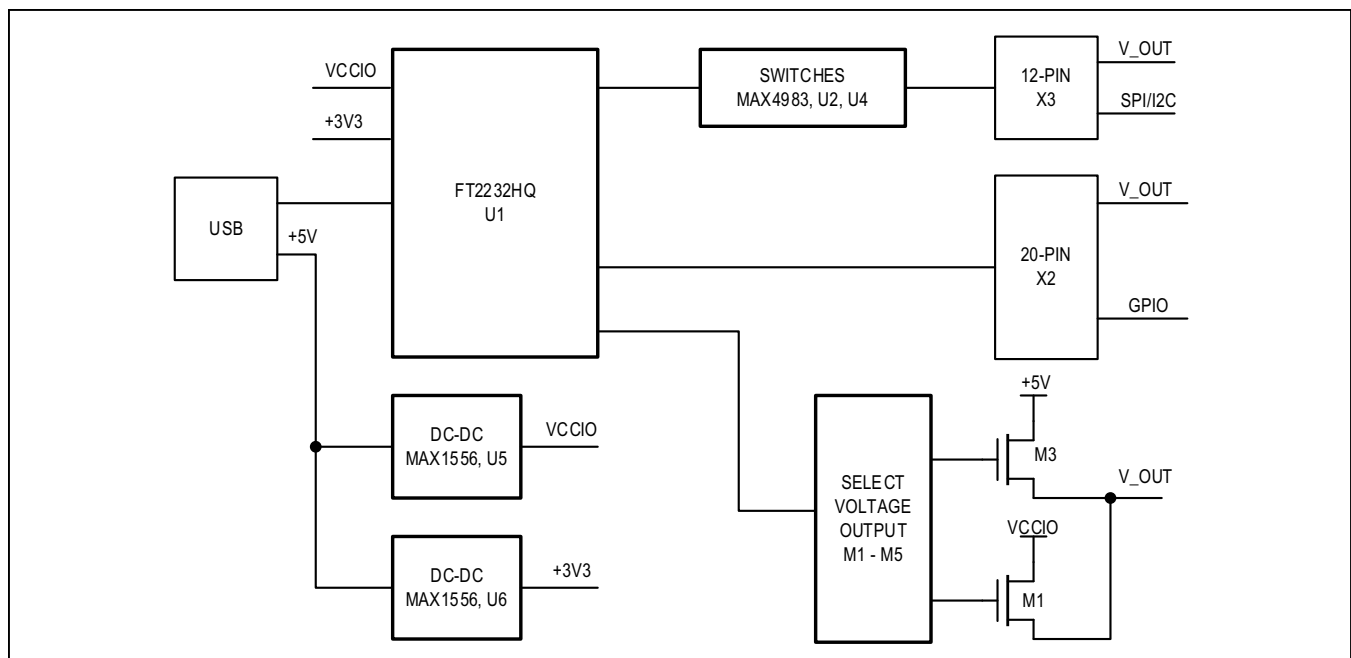 VCCIO
+3V3
FT2232HQ
U1
USB
+5V
SWITCHES
MAX4983, U2, U4
12-PIN
X3
V_OUT
SPI/I2C
20-PIN
X2
V_OUT
GPIO
DC-DC
MAX1556, U5
VCCIO
DC-DC
MAX1556, U6
+3V3
SELECT
VOLTAGE
OUTPUT
M1 - M5
+5V
M3
V_OUT
VCCIO
M1